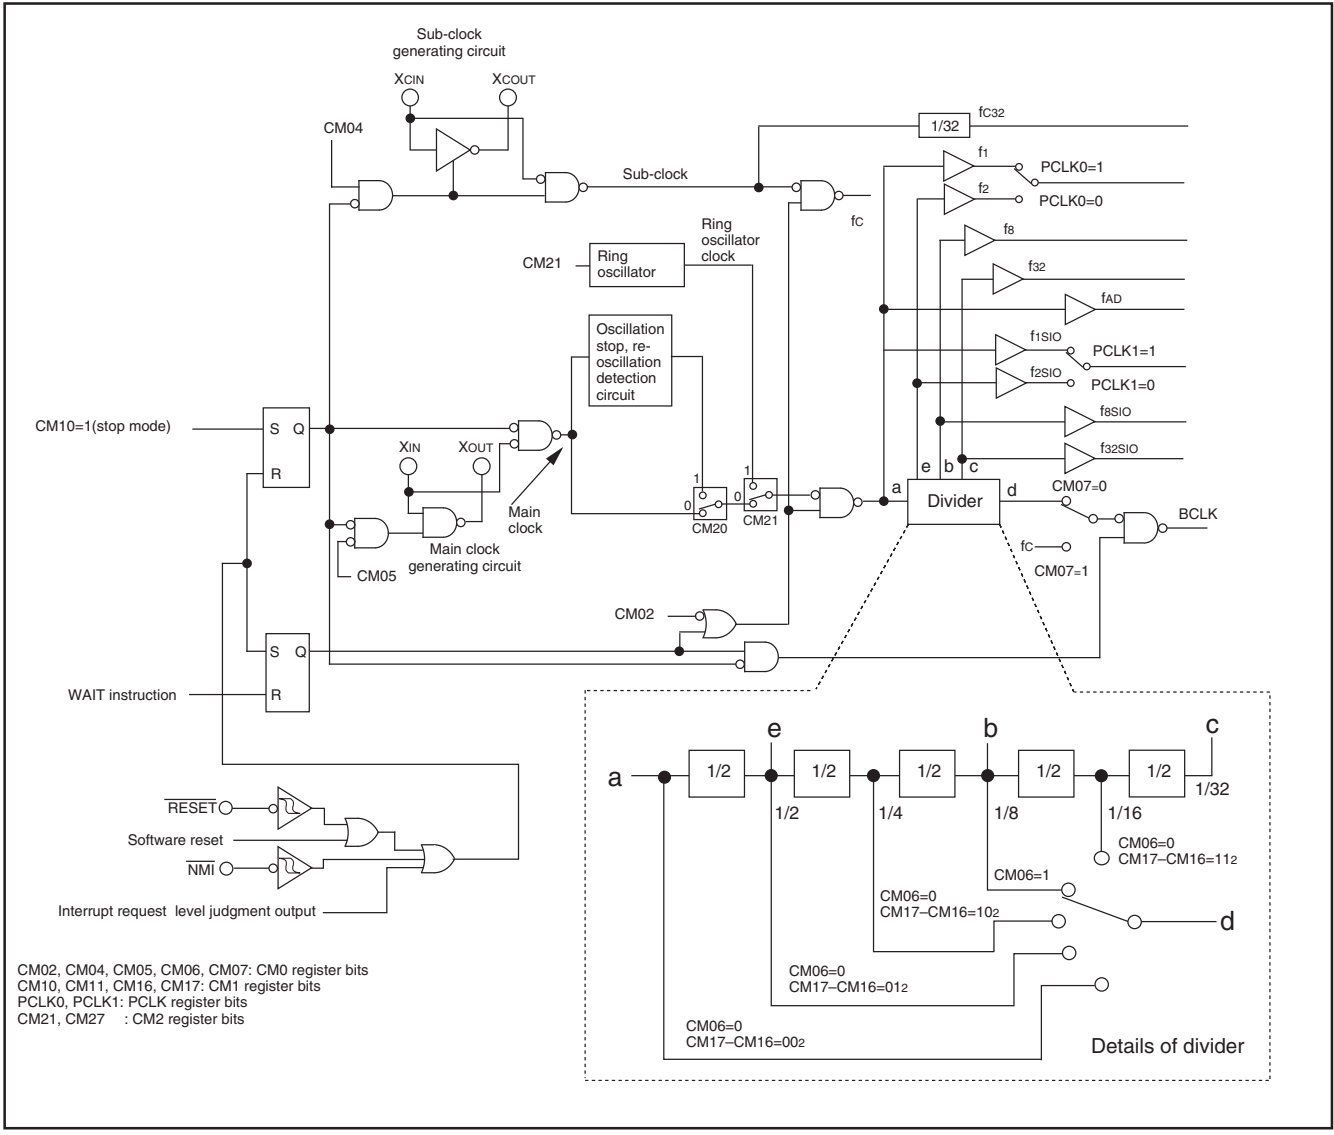 Sub-clock
generating circuit
XCIN
XCOUT
CM04
Sub-clock
1/32
fC32
f1
PCLK0=1
f2
PCLK0=0
fC
f8
f32
fAD
f1SIO
PCLK1=1
f2SIO
PCLK1=0
f8SIO
f32SIO
CM21
Ring
oscillator
Ring
oscillator
clock
Oscillation
stop, re-
oscillation
detection
circuit
CM10=1(stop mode)
S Q
R
XIN
XOUT
Main
clock
Main clock
generating circuit
CM05
1
0
CM20
1
0
CM21
a
e b c
Divider
d
CM07=0
BCLK
fC
CM07=1
CM02
S Q
R
WAIT instruction
RESET
Software reset
NMI
Interrupt request level judgment output
a
1/2
e
1/2
1/2
1/2
1/4
b
1/2
1/8
1/2
1/16
c
1/32
CM06=0
CM17–CM16=112
CM06=1
CM06=0
CM17–CM16=102
d
CM06=0
CM17–CM16=012
CM06=0
CM17–CM16=002
Details of divider
CM02, CM04, CM05, CM06, CM07: CM0 register bits
CM10, CM11, CM16, CM17: CM1 register bits
PCLK0, PCLK1: PCLK register bits
CM21, CM27 : CM2 register bits